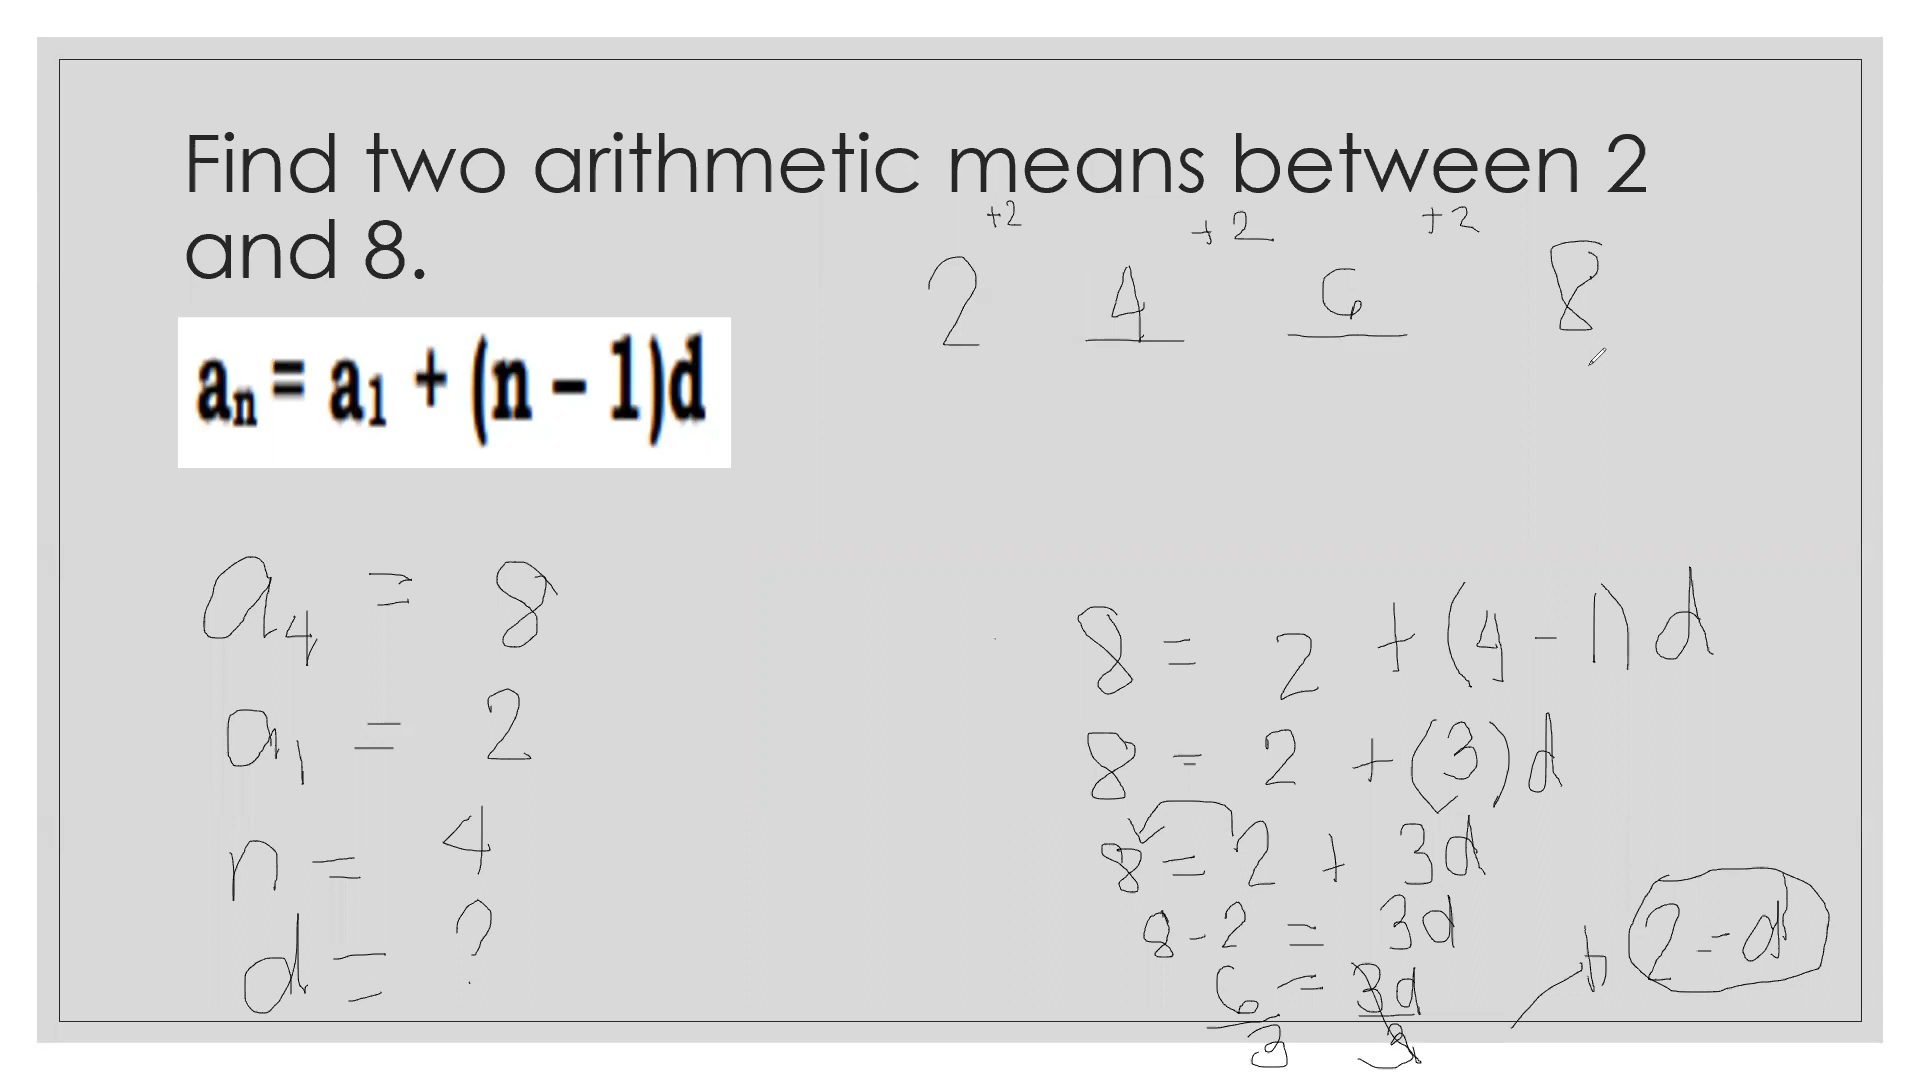 Find two arithmetic means between 2
and 8.
+2 +2 +2
2 4 6 8
an = a1 + (n – 1)d
a4 = 8
a1 = 2
n = 4
d = ?
8 = 2 + (4 - 1)d
8 = 2 + (3)d
8 = 2 + 3d
8 - 2 = 3d
6 = 3d
3 3
2 = d